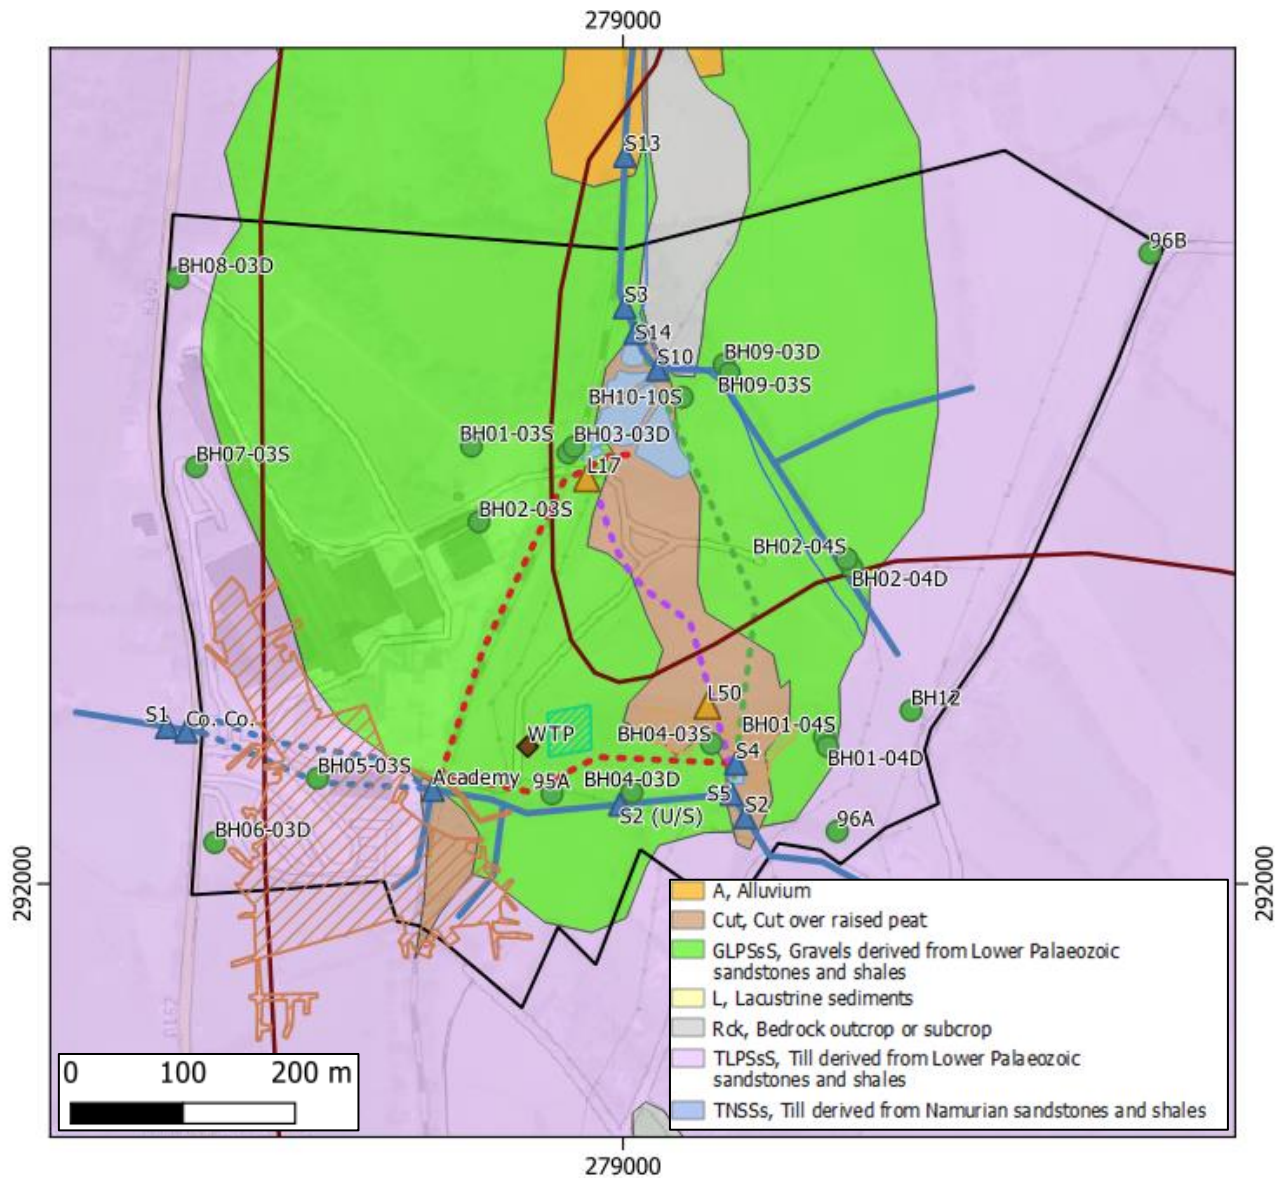 279000
S13
96B
BH08-03D
S3
S14
S10
BH09-03D
BH09-03S
BH10-10S
BH01-03S
BH03-03D
BH07-03S
L17
BH02-03S
BH02-04S
BH02-04D
L50
BH12
S1
Co. Co.
WTP
BH04-03S
BH01-04S
BH01-04D
S4
BH05-03S
Academy
95A
BH04-03D
S5
S2 (U/S)
S2
96A
BH06-03D
292000
292000
A, Alluvium
Cut, Cut over raised peat
GLPSsS, Gravels derived from Lower Palaeozoic
sandstones and shales
L, Lacustrine sediments
Rck, Bedrock outcrop or subcrop
TLPSsS, Till derived from Lower Palaeozoic
sandstones and shales
TNSSs, Till derived from Namurian sandstones and shales
0 100 200 m
279000